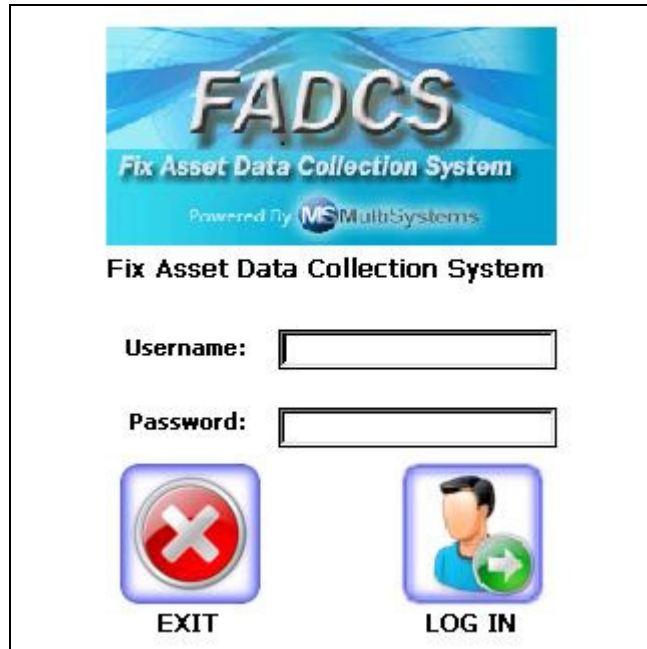 FADCS
Fix Asset Data Collection System
Powered By MS MultiSystems
Fix Asset Data Collection System
Username:
Password:
EXIT
LOG IN